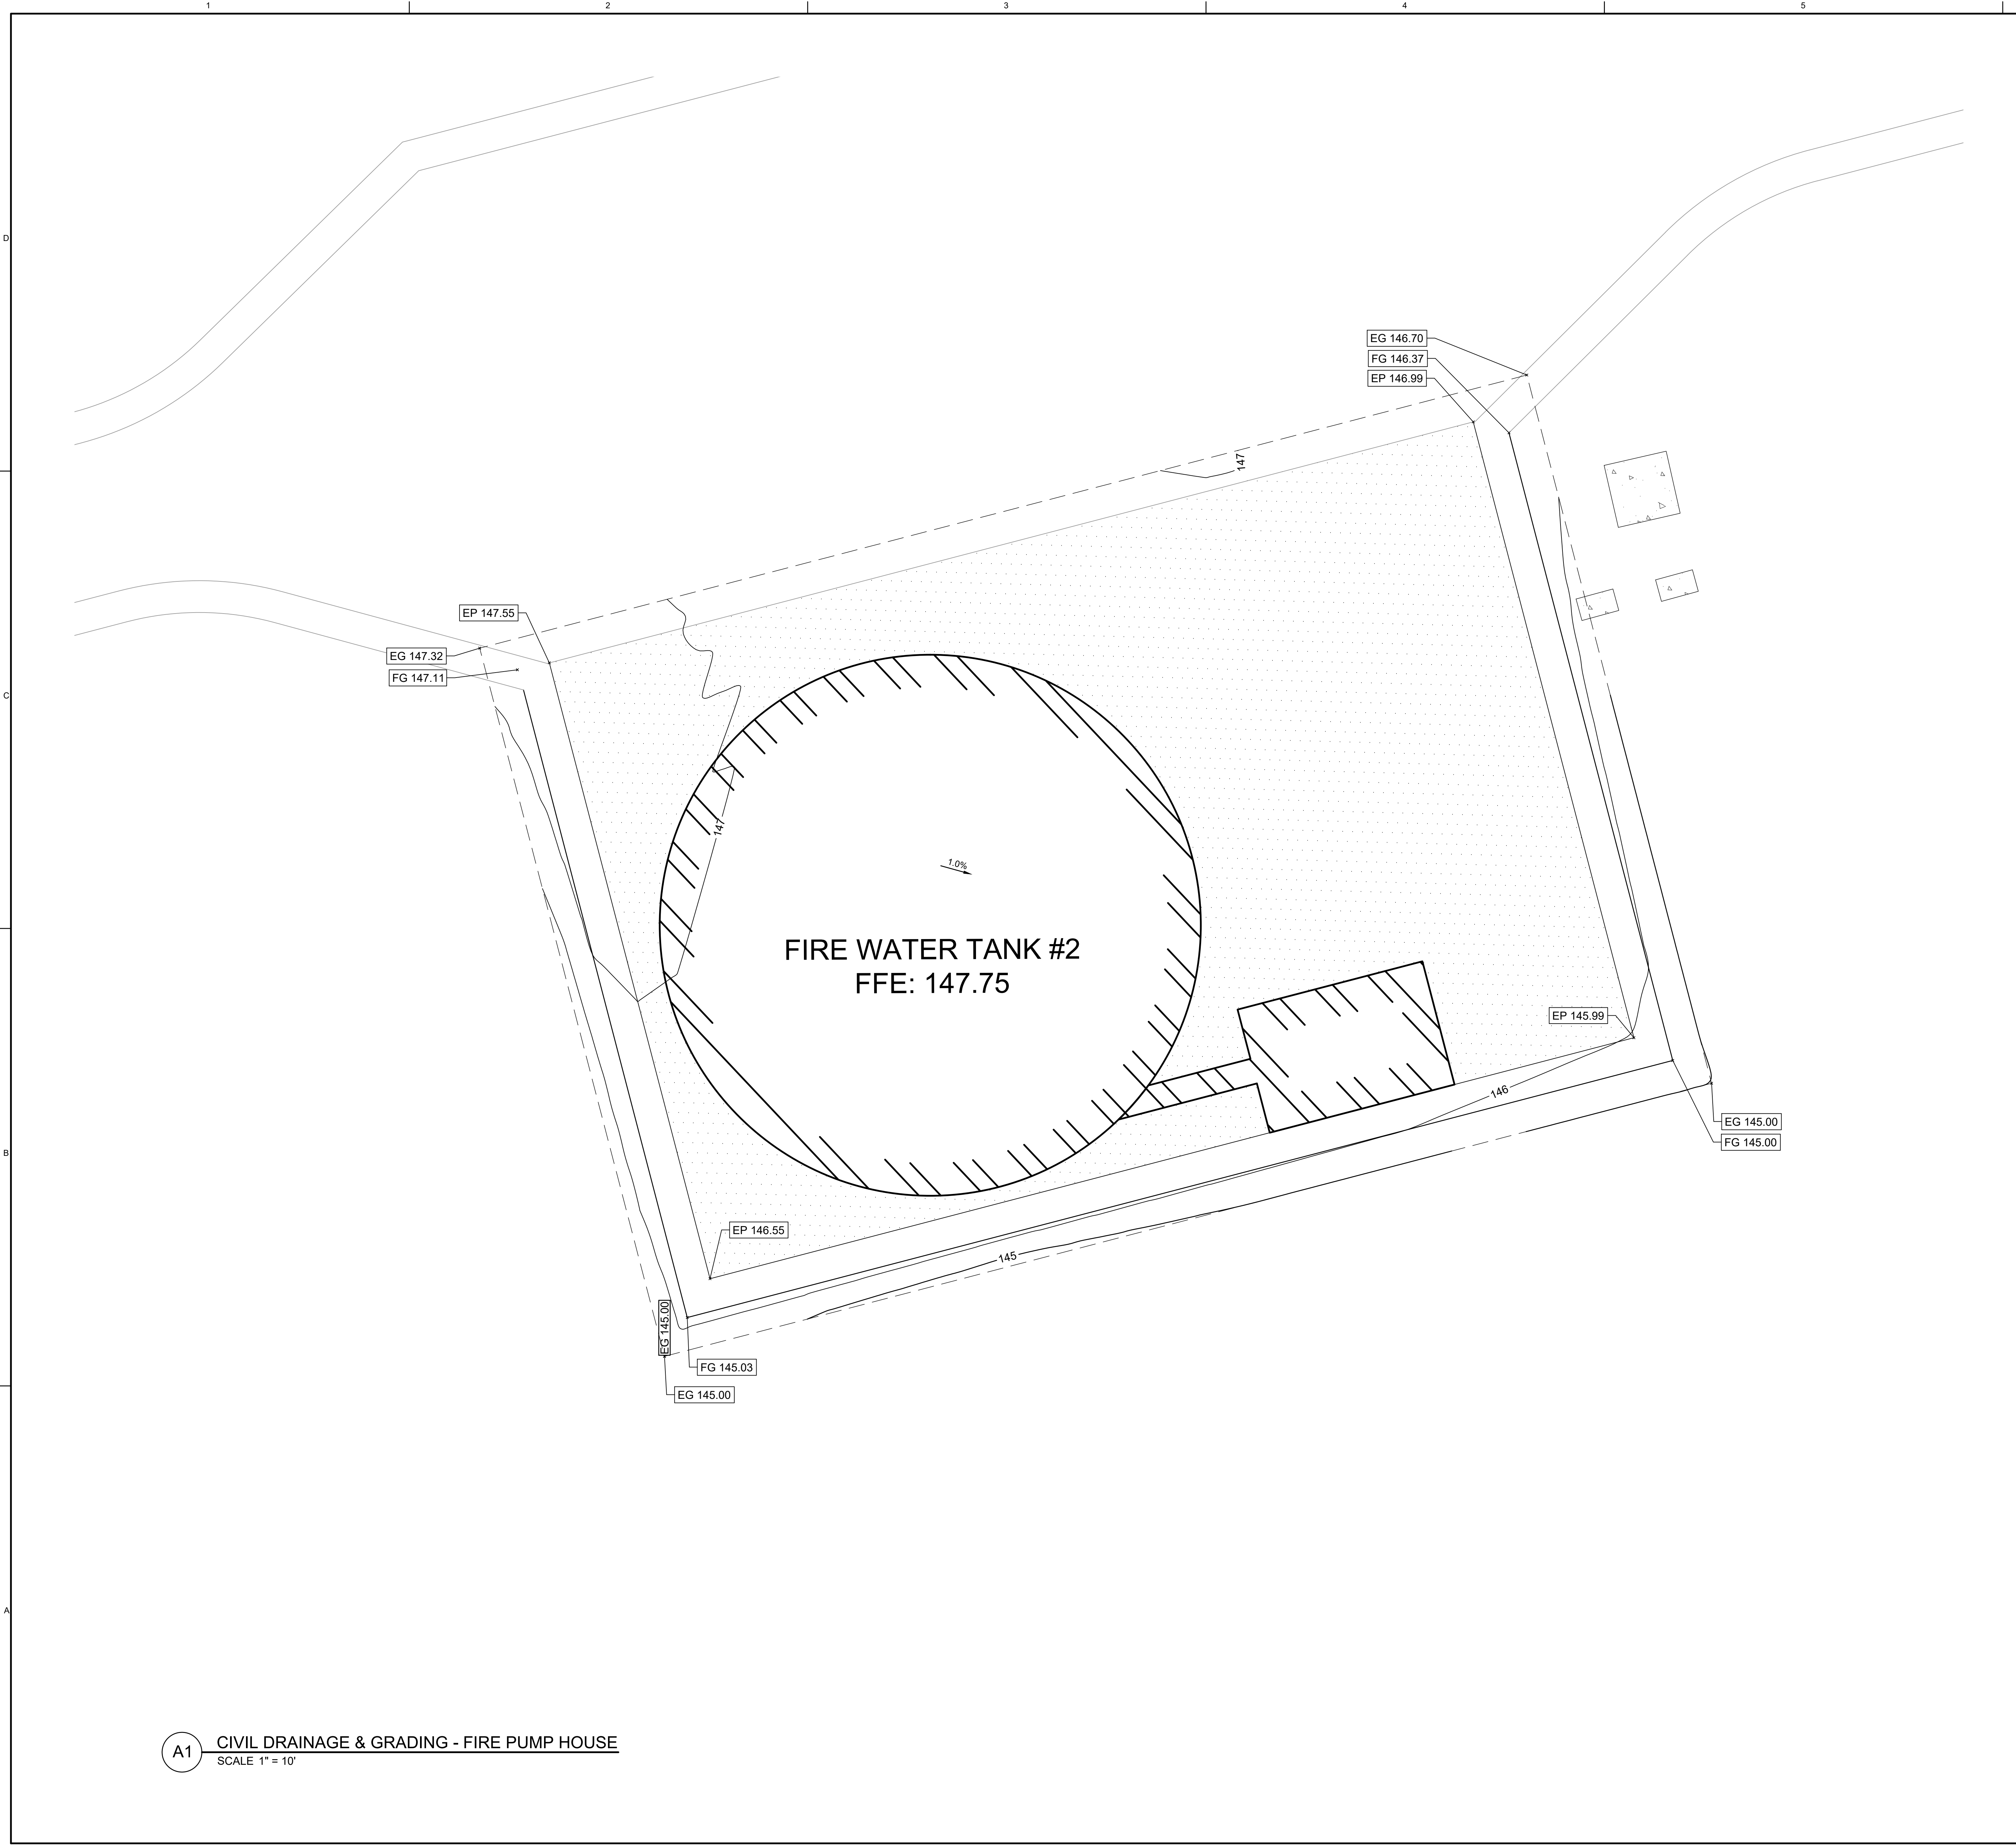 1 2 3 4 5
D
C
B
A
EG 146.70
FG 146.37
EP 146.99
147
EP 147.55
EG 147.32
FG 147.11
147
1.0%
FIRE WATER TANK #2
FFE: 147.75
EP 145.99
146
EG 145.00
FG 145.00
EP 146.55
145
EG 145.00
FG 145.03
EG 145.00
A1
CIVIL DRAINAGE & GRADING - FIRE PUMP HOUSE
SCALE 1" = 10'